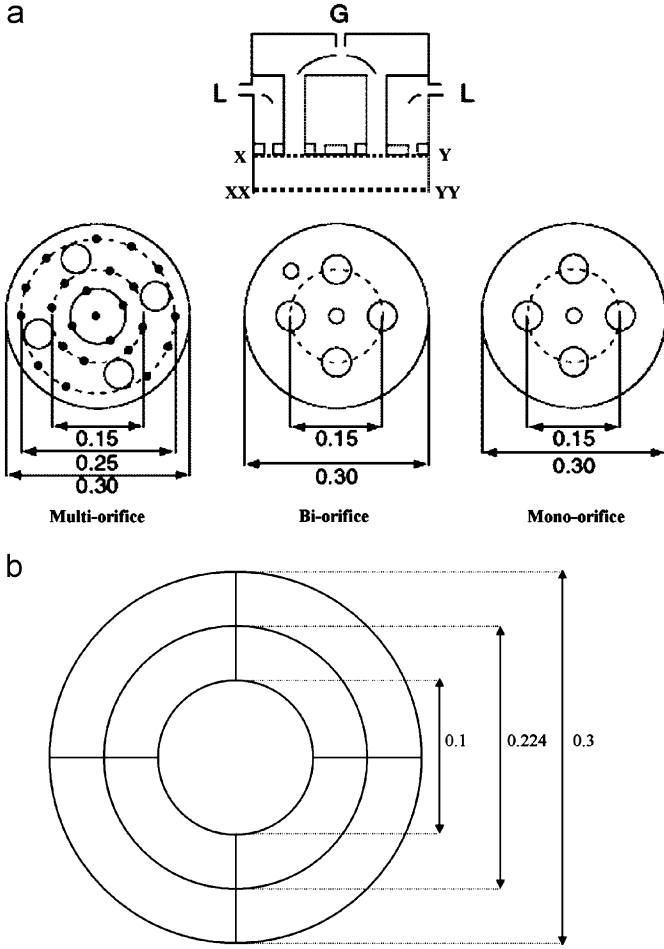 a
G
L L
X Y
XX YY
0.15 0.15 0.15
0.25
0.30 0.30 0.30
Multi-orifice Bi-orifice Mono-orifice
b
0.1 0.224 0.3